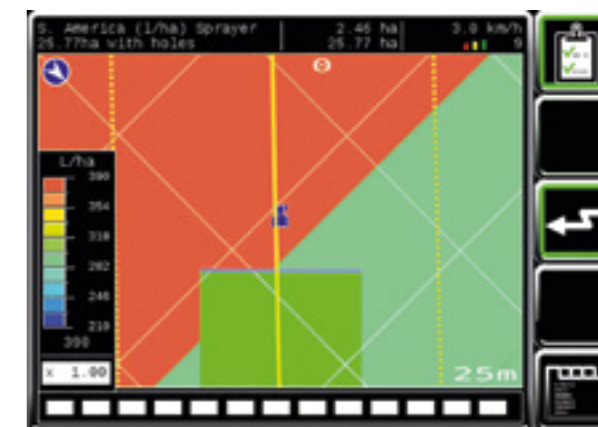 S. America (l/ha) Sprayer
2.46 ha
3.0 km/h
25.77ha with holes
25.77 ha
9
L/ha
390
354
318
282
246
210
390
x 1.00
25m